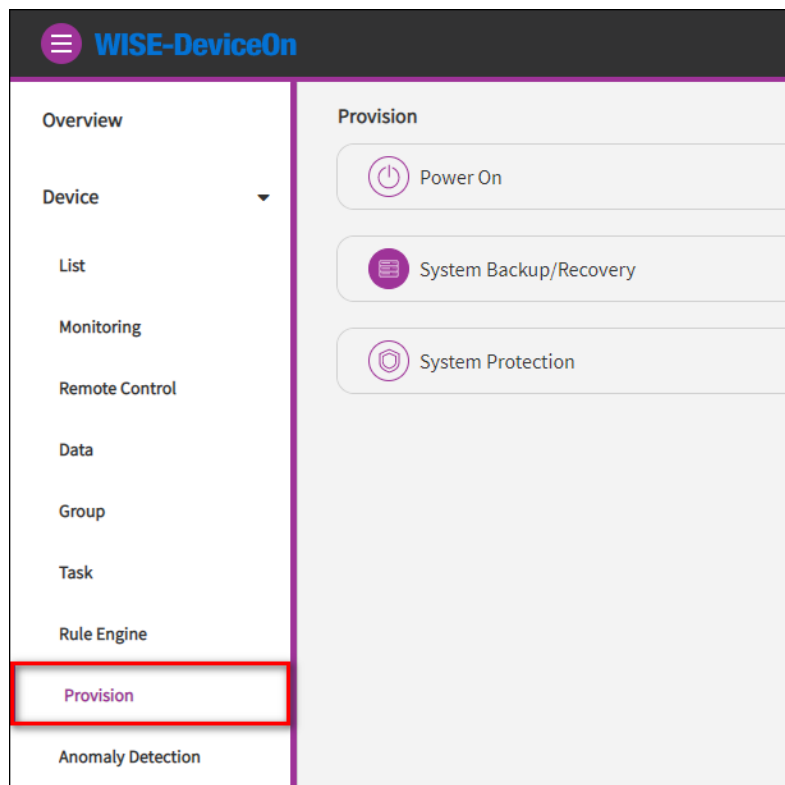 WISE-DeviceOn
Overview
Device
List
Monitoring
Remote Control
Data
Group
Task
Rule Engine
Provision
Anomaly Detection
Provision
Power On
System Backup/Recovery
System Protection